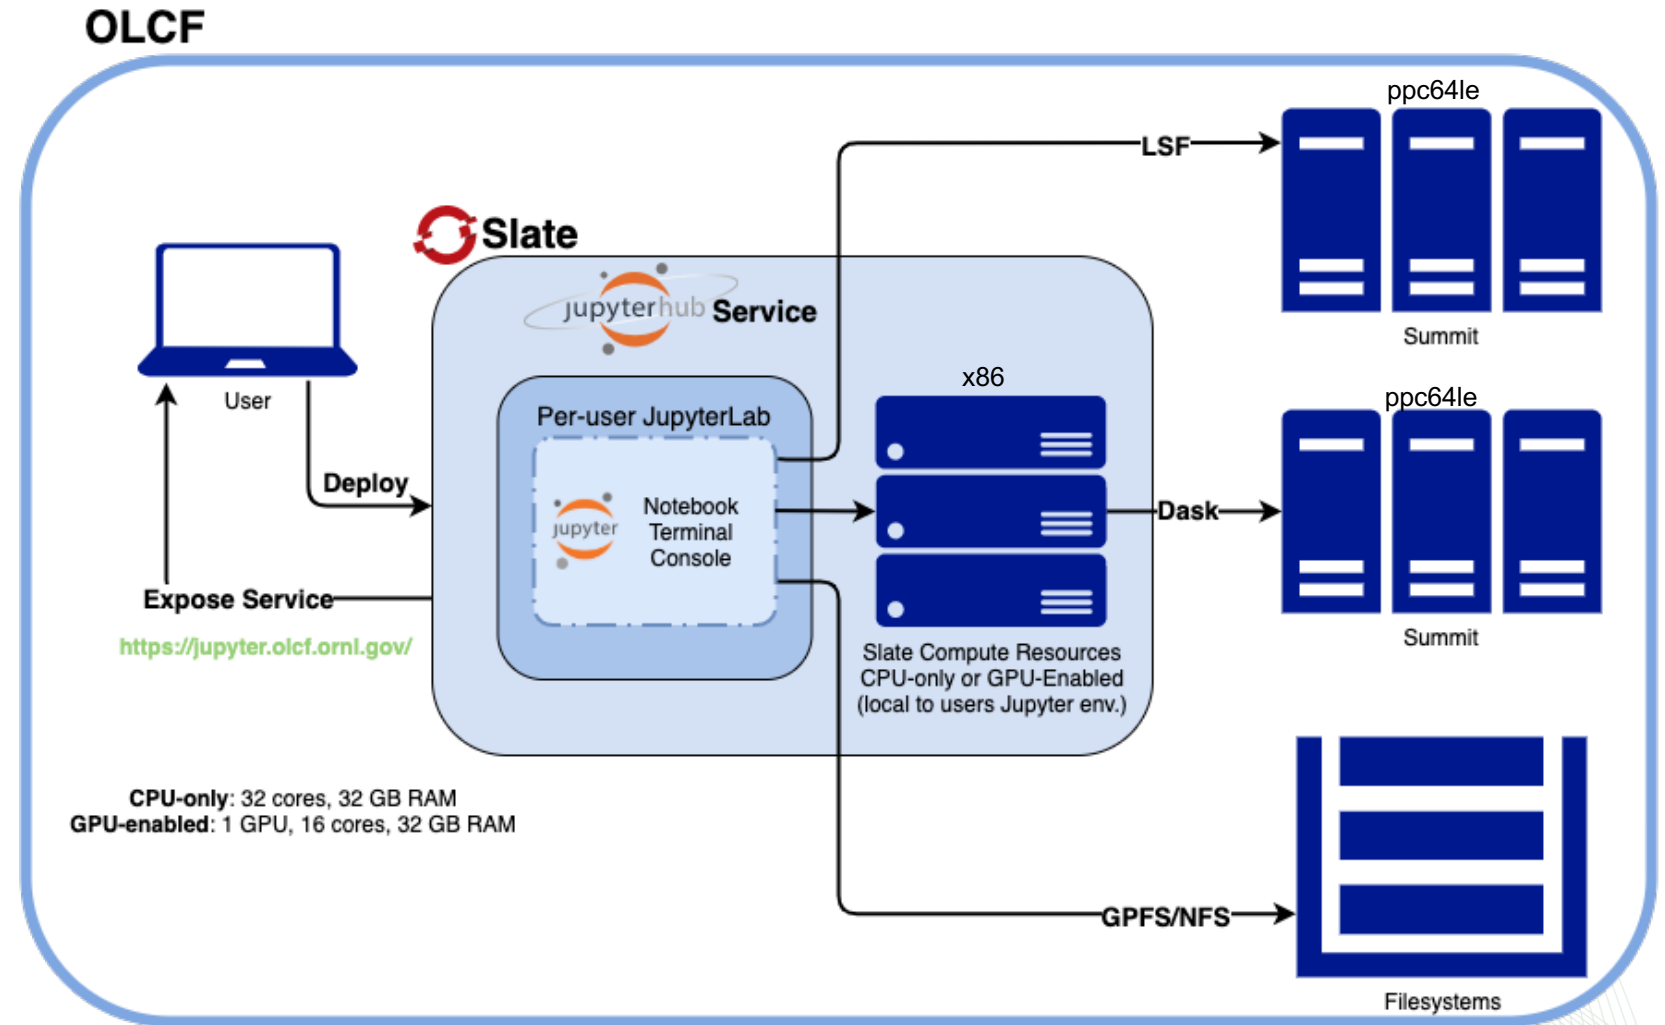 OLCF
ppc64le
LSF
Summit
Slate
jupyterhub Service
User
Per-user JupyterLab
x86
ppc64le
Deploy
jupyter
Notebook
Terminal
Console
Dask
Expose Service
https://jupyter.olcf.ornl.gov/
Summit
Slate Compute Resources
CPU-only or GPU-Enabled
(local to users Jupyter env.)
CPU-only: 32 cores, 32 GB RAM
GPU-enabled: 1 GPU, 16 cores, 32 GB RAM
GPFS/NFS
Filesystems